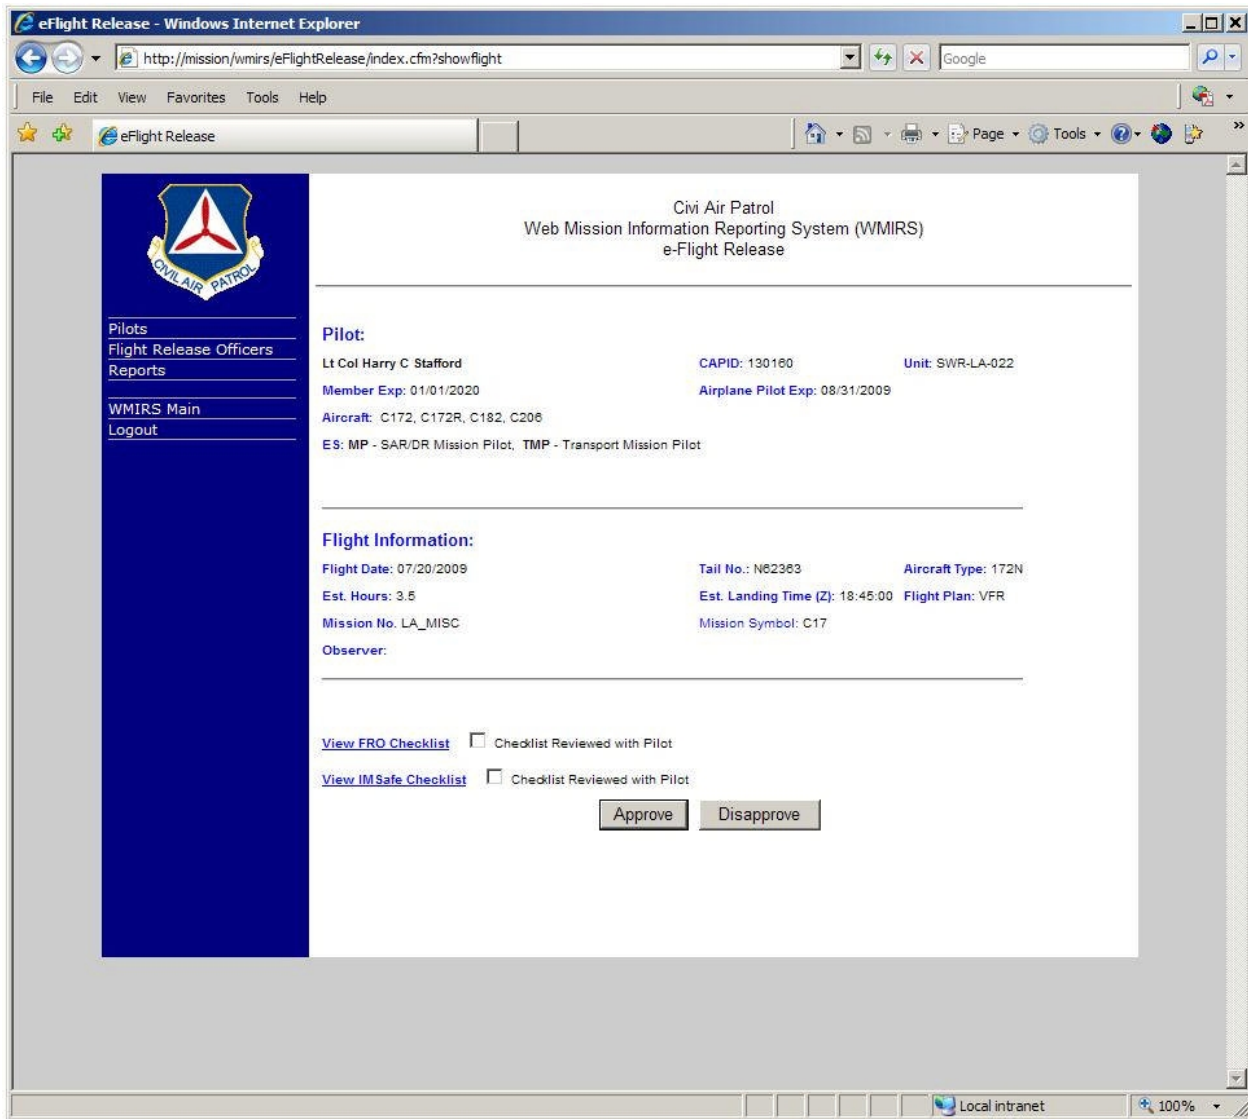 eFlight Release - Windows Internet Explorer
http://mission/wmirs/eFlightRelease/index.cfm?showflight
Google
File Edit View Favorites Tools Help
eFlight Release
Page Tools
CIVIL AIR PATROL
Civi Air Patrol
Web Mission Information Reporting System (WMIRS)
e-Flight Release
Pilots
Flight Release Officers
Reports
WMIRS Main
Logout
Pilot:
Lt Col Harry C Stafford CAPID: 130160 Unit: SWR-LA-022
Member Exp: 01/01/2020 Airplane Pilot Exp: 08/31/2009
Aircraft: C172, C172R, C182, C206
ES: MP - SAR/DR Mission Pilot, TMP - Transport Mission Pilot
Flight Information:
Flight Date: 07/20/2009 Tail No.: N62363 Aircraft Type: 172N
Est. Hours: 3.5 Est. Landing Time (Z): 18:45:00 Flight Plan: VFR
Mission No. LA_MISC Mission Symbol: C17
Observer:
View FRO Checklist Checklist Reviewed with Pilot
View IMSafe Checklist Checklist Reviewed with Pilot
Approve Disapprove
Local intranet 100%